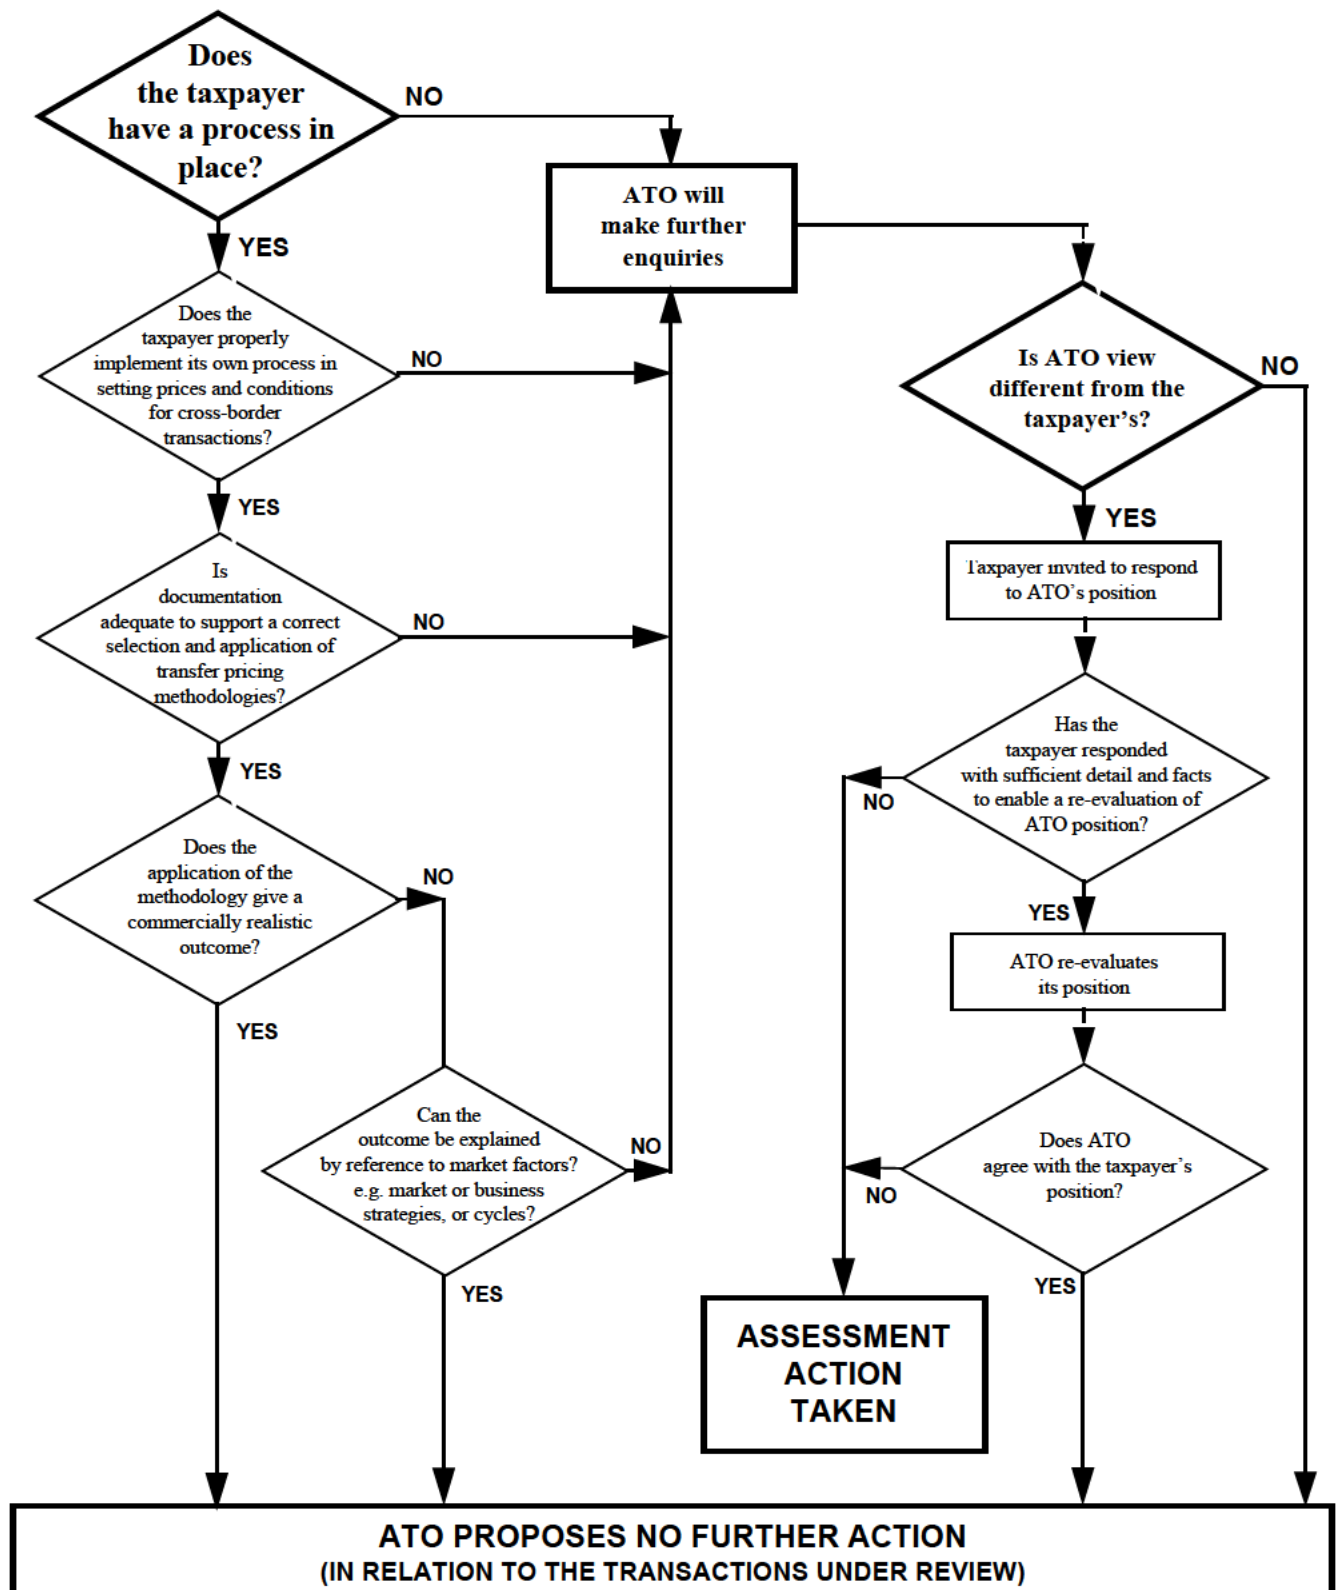 Does
the taxpayer
have a process in
place?
NO
YES
ATO will
make further
enquiries
Does the
taxpayer properly
implement its own process in
setting prices and conditions
for cross-border
transactions?
NO
YES
Is ATO view
different from the
taxpayer's?
NO
YES
Is
documentation
adequate to support a correct
selection and application of
transfer pricing
methodologies?
NO
YES
Taxpayer invited to respond
to ATO's position
Has the
taxpayer responded
with sufficient detail and facts
to enable a re-evaluation of
ATO position?
NO
YES
Does the
application of the
methodology give a
commercially realistic
outcome?
NO
YES
ATO re-evaluates
its position
Can the
outcome be explained
by reference to market factors?
e.g. market or business
strategies, or cycles?
NO
YES
Does ATO
agree with the taxpayer's
position?
NO
YES
ASSESSMENT
ACTION
TAKEN
ATO PROPOSES NO FURTHER ACTION
(IN RELATION TO THE TRANSACTIONS UNDER REVIEW)